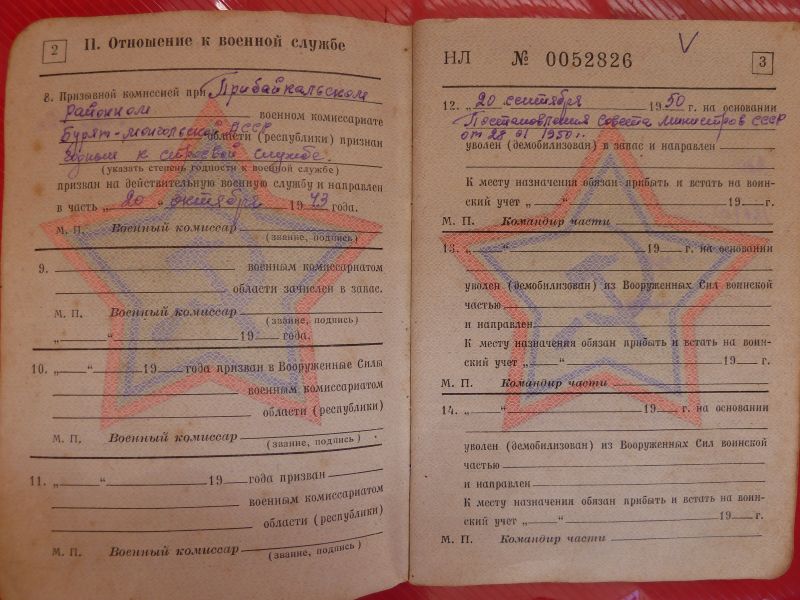 2
II. Отношение к военной службе
8. Призывной комиссией при Прибайкальском
районном военном комиссариате
Бурят-Монгольской АССР области (республики) признан
годным к строевой службе.
(указать степень годности к военной службе)
призван на действительную военную службу и направлен
в часть „20“ октября 1943 года.
М. П. Военный комиссар
(звание, подпись)
9. военным комиссариатом
области зачислен в запас.
М. П. Военный комиссар
(звание, подпись)
„ “ 19 года.
10. „ “ 19 года призван в Вооруженные Силы
военным комиссариатом
области (республики)
М. П. Военный комиссар
(звание, подпись)
11. „ “ 19 года призван
военным комиссариатом
области (республики)
М. П. Военный комиссар
(звание, подпись)
НЛ № 0052826
V
3
12. „20 сентября 1950 г. на основании
Постановления Совета министров СССР
от 28 01 1950 г.
уволен (демобилизован) в запас и направлен
К месту назначения обязан прибыть и встать на воин-
ский учет „ “ 19 г.
М. П. Командир части
13. „ “ 19 г. на основании
уволен (демобилизован) из Вооруженных Сил воинской
частью
и направлен
К месту назначения обязан прибыть и встать на воин-
ский учет „ “ 19 г.
М. П. Командир части
14. „ “ 19 г. на основании
уволен (демобилизован) из Вооруженных Сил воинской
частью
и направлен
К месту назначения обязан прибыть и встать на воин-
ский учет „ “ 19 г.
М. П. Командир части